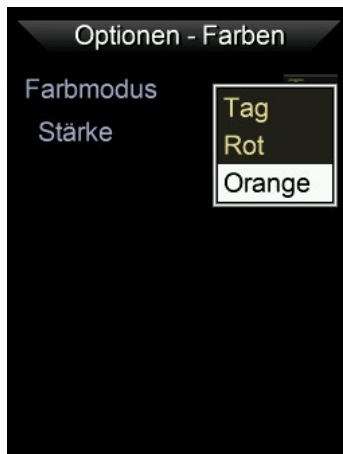 Optionen - Farben
Farbmodus
Stärke
Tag
Rot
Orange